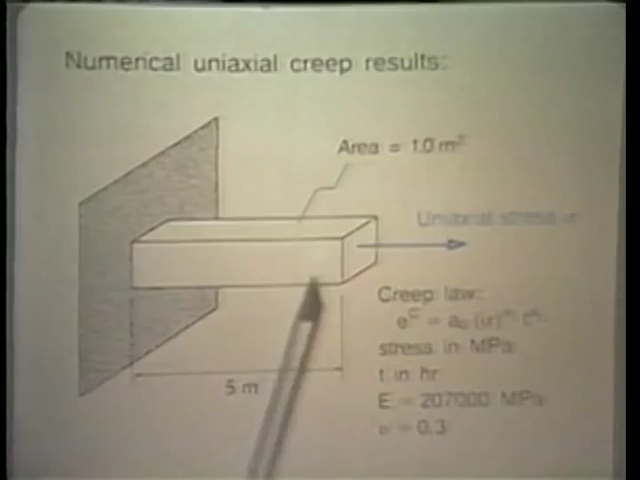 Numerical uniaxial creep results:
Area = 1.0 m²
Uniaxial stress σ
5 m
Creep law:
stress in MPa
t in hr
E = 207000 MPa
ν = 0.3